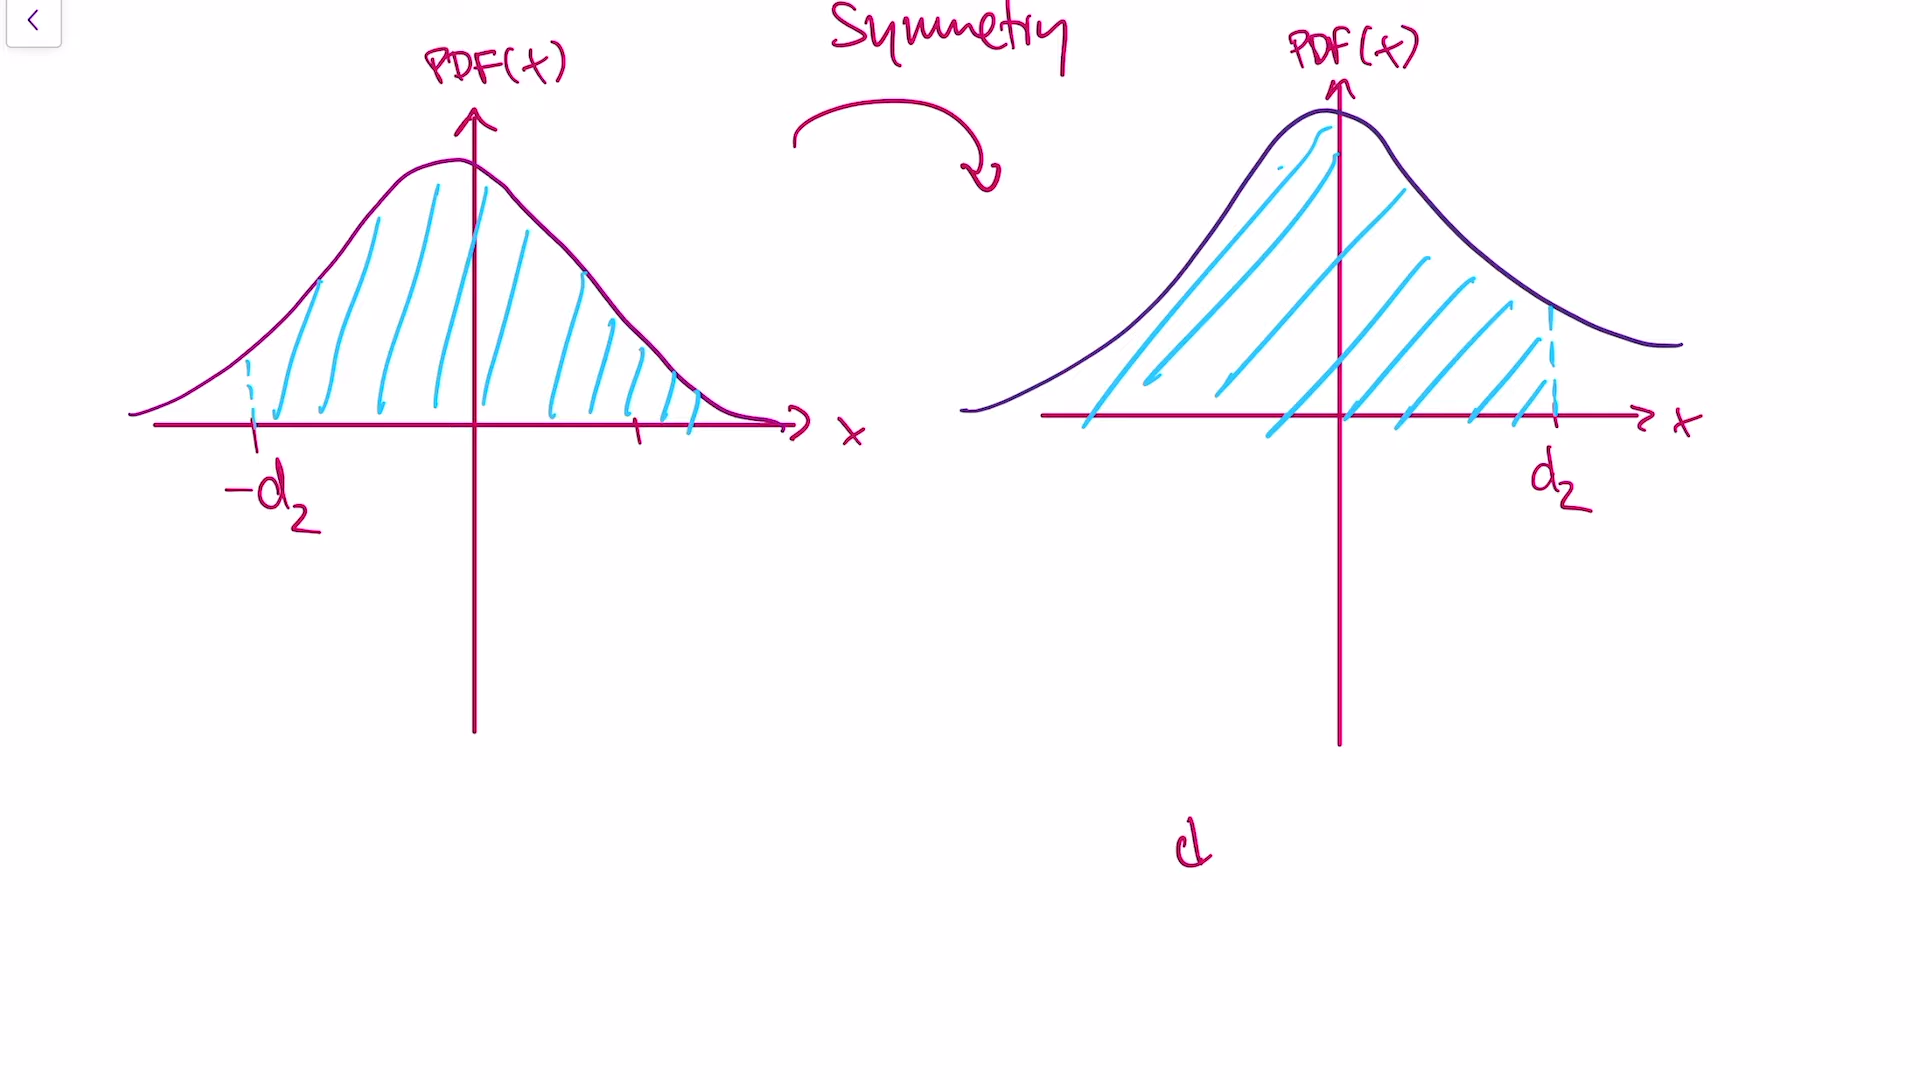 Symmetry
PDF(x)
PDF(x)
x
x
-d2
d2
d